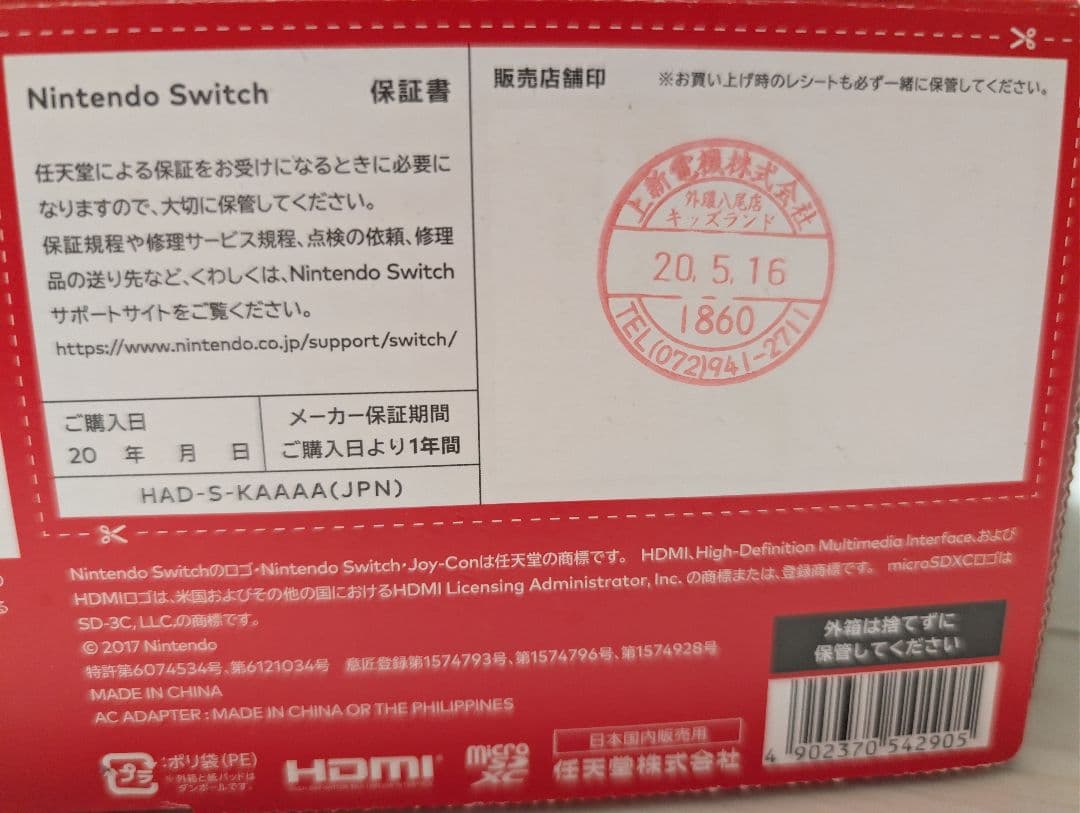 Nintendo Switch 保証書
任天堂による保証をお受けになるときに必要に
なりますので、大切に保管してください。
保証規程や修理サービス規程、点検の依頼、修理
品の送り先など、くわしくは、Nintendo Switch
サポートサイトをご覧ください。
https://www.nintendo.co.jp/support/switch/
ご購入日
20 年 月 日
メーカー保証期間
ご購入日より1年間
HAD-S-KAAAA(JPN)
販売店舗印
※お買い上げ時のレシートも必ず一緒に保管してください。
上新電機株式会社
外環八尾店
キッズランド
20.5.16
1860
TEL(072)941-2711
Nintendo Switchのロゴ・Nintendo Switch・Joy-Conは任天堂の商標です。 HDMI、High-Definition Multimedia Interface、および
HDMIロゴは、米国およびその他の国におけるHDMI Licensing Administrator, Inc. の商標または、登録商標です。 microSDXCロゴは
SD-3C, LLC.の商標です。
© 2017 Nintendo
特許第6074534号、第6121034号 意匠登録第1574793号、第1574796号、第1574928号
MADE IN CHINA
AC ADAPTER : MADE IN CHINA OR THE PHILIPPINES
外箱は捨てずに
保管してください
4 902370 542905
プラ
:ポリ袋(PE)
※外箱と紙パッドは
ダンボールです。
HDMI
micro
SD
XC
日本国内販売用
任天堂株式会社